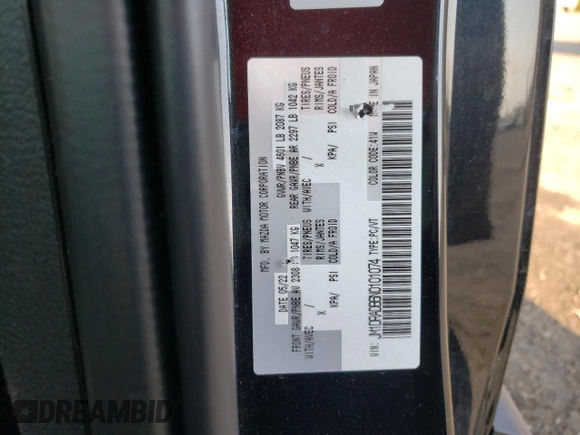 MFD. BY MAZDA MOTOR CORPORATION
DATE 05/22 GVWR/PNBV 4601 LB 2087 KG
FRONT GAWR/PNBE AV 2308 1047 KG REAR GAWR/PNBE AR 2297 LB 1042 KG
WITH/AVEC TIRES/PNEUS WITH/AVEC TIRES/PNEUS
/ X RIMS/JANTES / X RIMS/JANTES
KPA/ PSI COLD/A FROID KPA/ PSI COLD/A FROID
VIN: TYPE:PC/VT COLOR CODE:41W IN JAPAN
DREAMBID